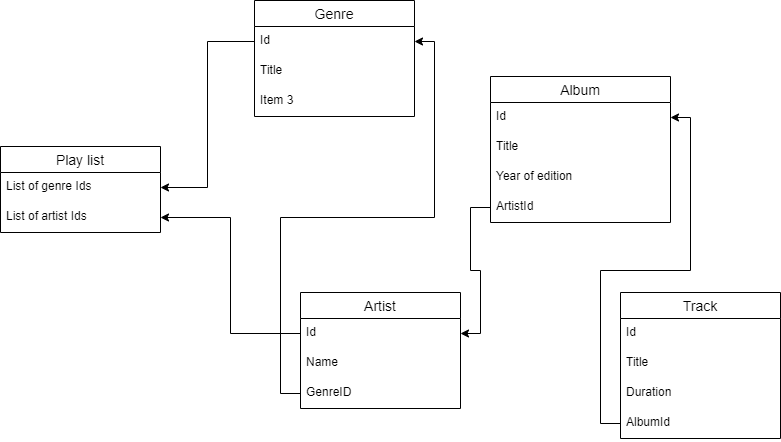 Genre
Id
Title
Item 3
Album
Id
Title
Year of edition
ArtistId
Play list
List of genre Ids
List of artist Ids
Artist
Id
Name
GenreID
Track
Id
Title
Duration
AlbumId